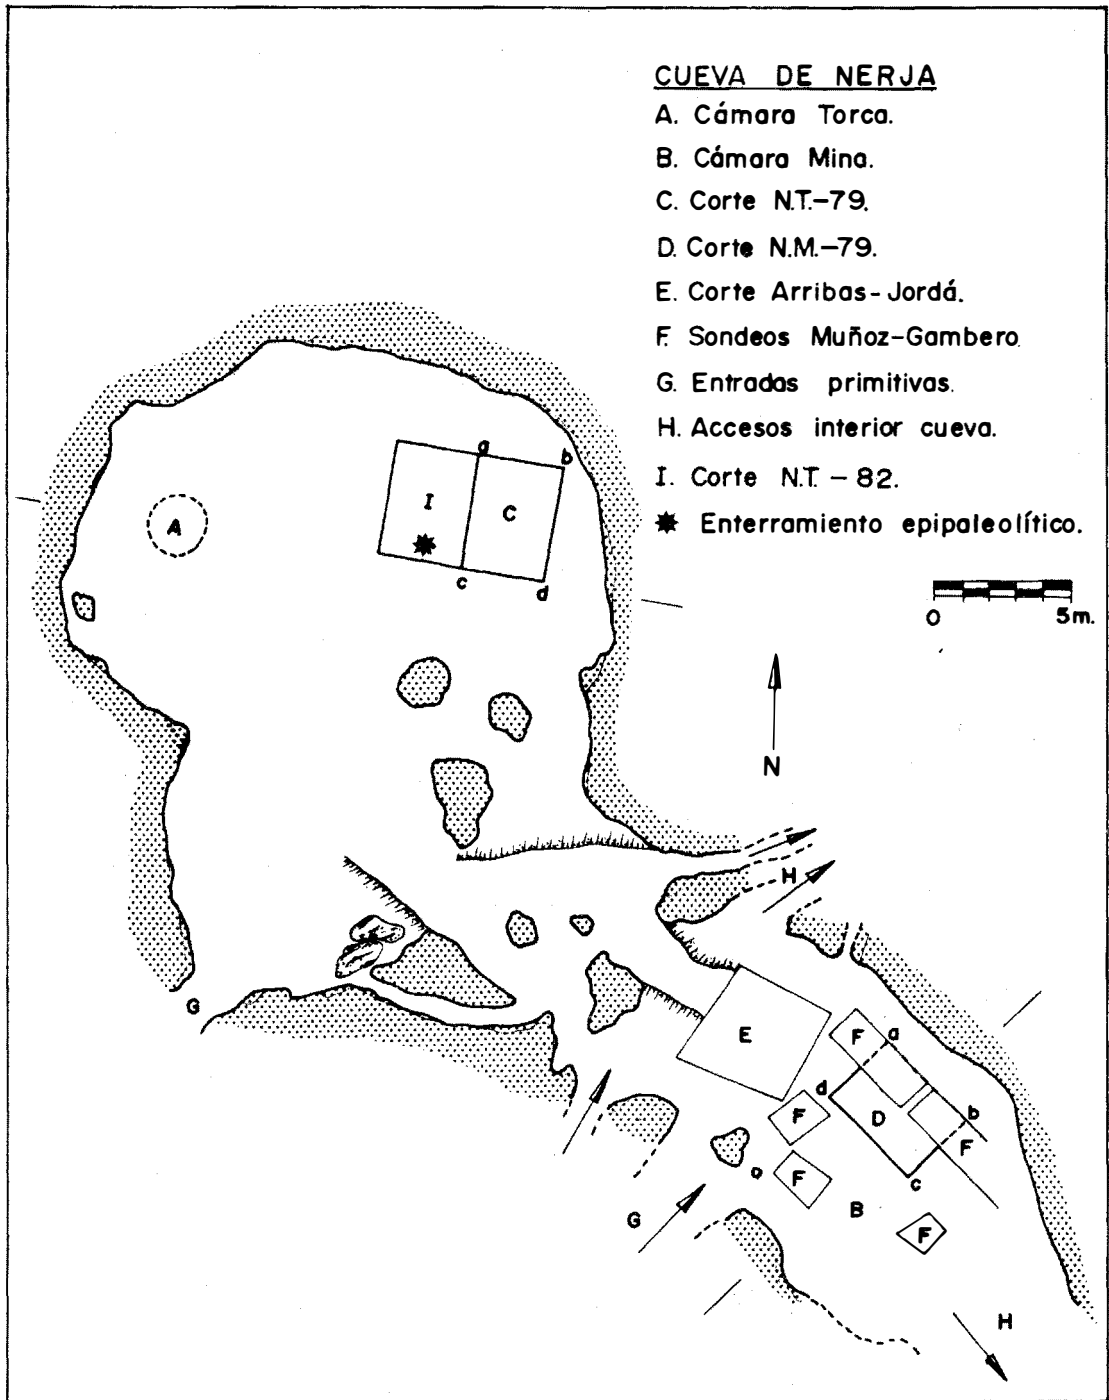 CUEVA DE NERJA
A. Cámara Torca.
B. Cámara Mina.
C. Corte N.T.-79.
D. Corte N.M.-79.
E. Corte Arribas-Jordá.
F. Sondeos Muñoz-Gambero.
G. Entradas primitivas.
H. Accesos interior cueva.
I. Corte N.T. - 82.
Enterramiento epipaleolítico.
0 5m.
N
a
b
I
C
A
c
d
H
G
E
F
a
d
D
b
F
F
c
F
B
G
F
H